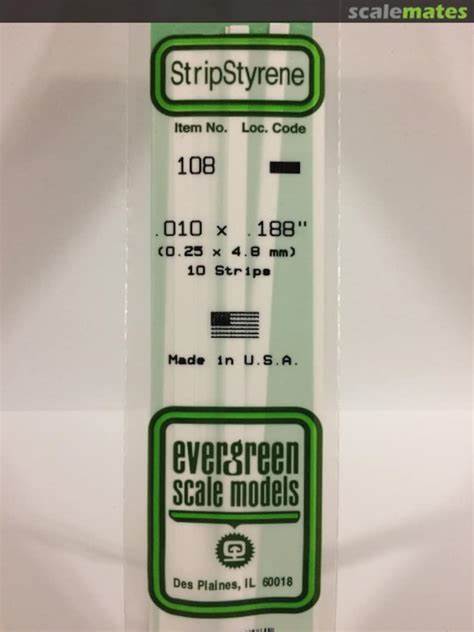 scalemates
StripStyrene
Item No. Loc. Code
108
.010 x .188"
(0.25 x 4.8 mm)
10 Strips
Made in U.S.A.
evergreen
scale models
Des Plaines, IL 60018